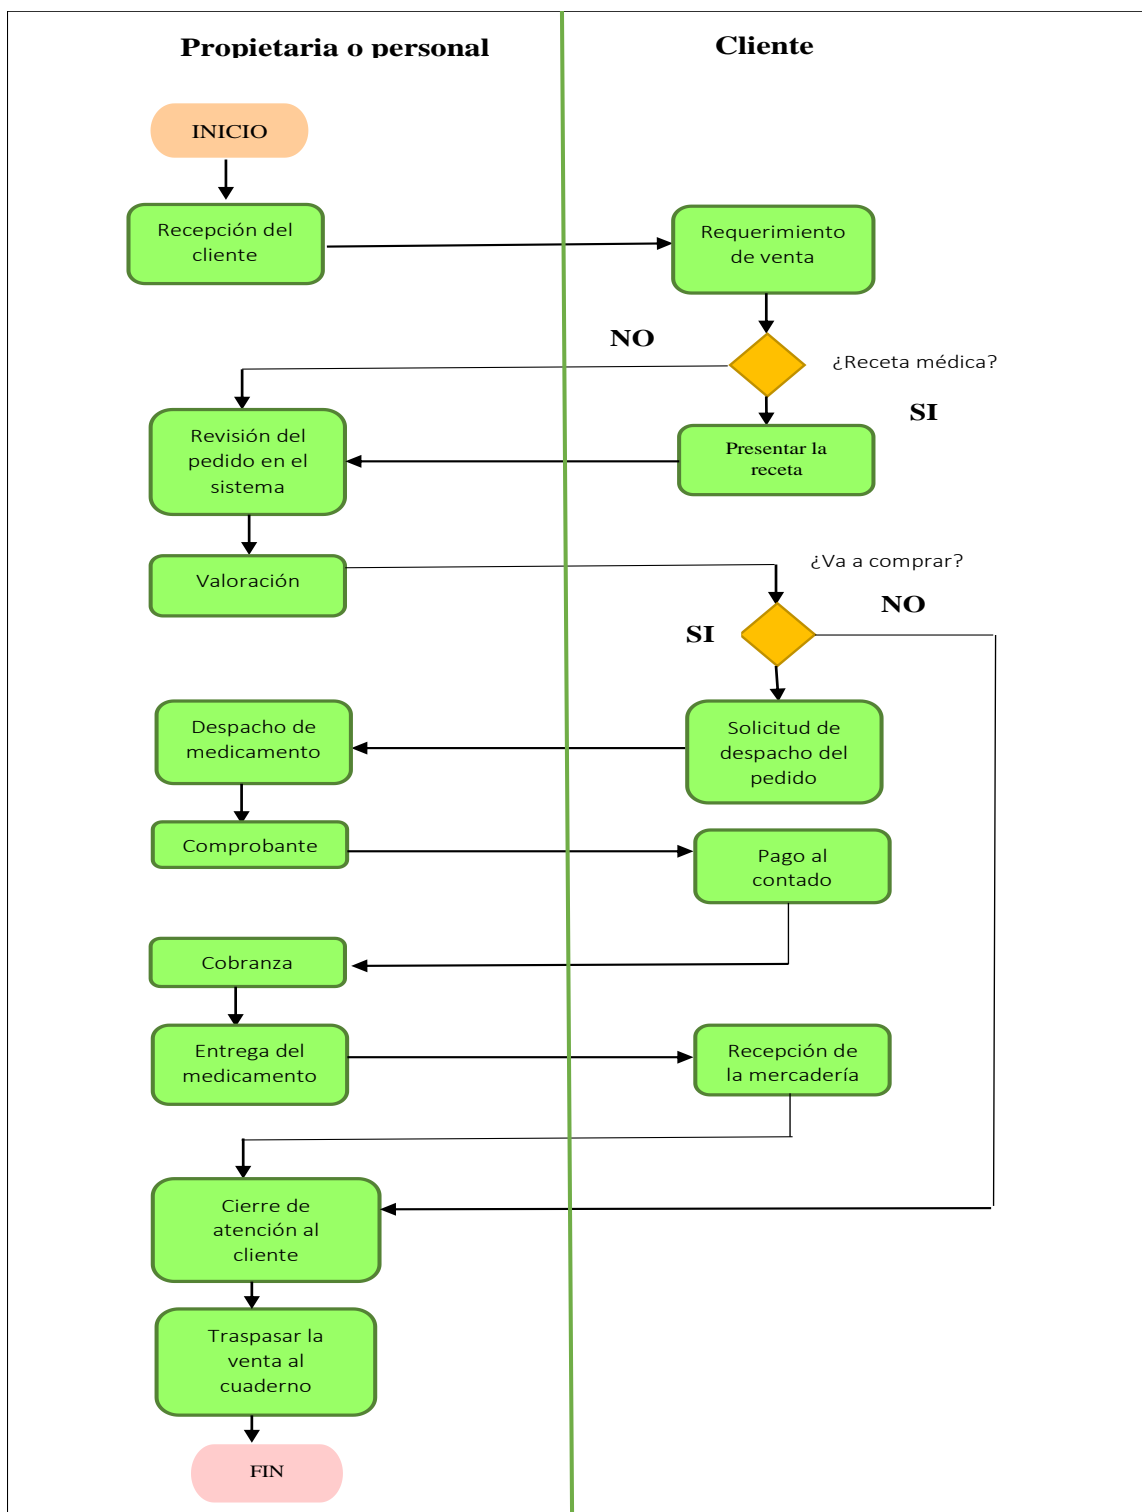 Propietaria o personal
Cliente
INICIO
Recepción del
cliente
Requerimiento
de venta
NO
¿Receta médica?
SI
Revisión del
pedido en el
sistema
Presentar la
receta
Valoración
¿Va a comprar?
NO
SI
Despacho de
medicamento
Solicitud de
despacho del
pedido
Comprobante
Pago al
contado
Cobranza
Entrega del
medicamento
Recepción de
la mercadería
Cierre de
atención al
cliente
Traspasar la
venta al
cuaderno
FIN